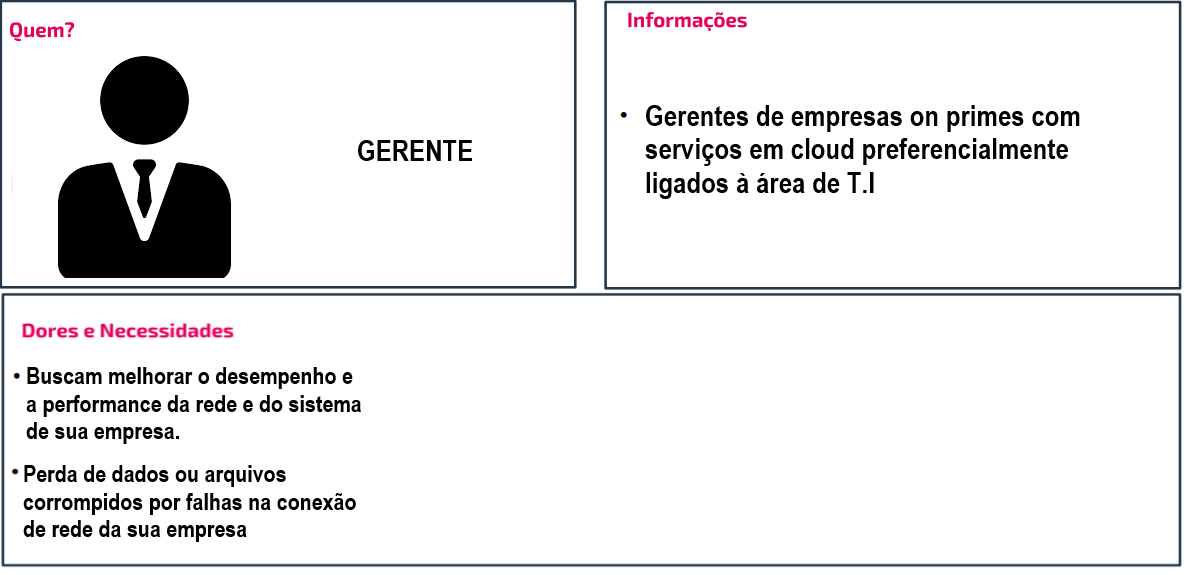 Quem?
GERENTE
Informações
• Gerentes de empresas on primes com
serviços em cloud preferencialmente
ligados à área de T.I
Dores e Necessidades
• Buscam melhorar o desempenho e
a performance da rede e do sistema
de sua empresa.
• Perda de dados ou arquivos
corrompidos por falhas na conexão
de rede da sua empresa